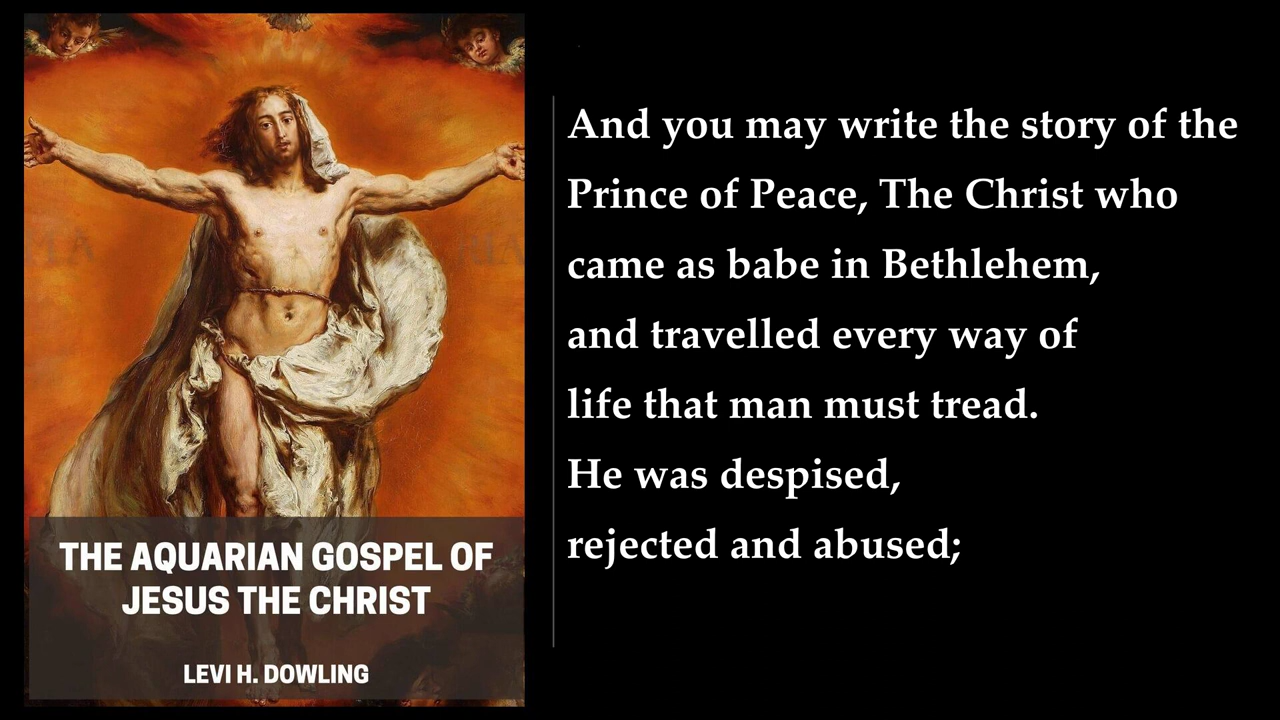 THE AQUARIAN GOSPEL OF
JESUS THE CHRIST
LEVI H. DOWLING
And you may write the story of the
Prince of Peace, The Christ who
came as babe in Bethlehem,
and travelled every way of
life that man must tread.
He was despised,
rejected and abused;